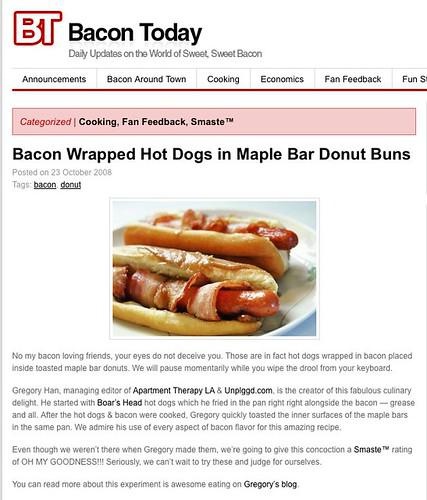 BT Bacon Today
Daily Updates on the World of Sweet, Sweet Bacon
Announcements Bacon Around Town Cooking Economics Fan Feedback Fun S
Categorized | Cooking, Fan Feedback, Smaste™
Bacon Wrapped Hot Dogs in Maple Bar Donut Buns
Posted on 23 October 2008
Tags: bacon, donut
No my bacon loving friends, your eyes do not deceive you. Those are in fact hot dogs wrapped in bacon placed
inside toasted maple bar donuts. We will pause momentarily while you wipe the drool from your keyboard.
Gregory Han, managing editor of Apartment Therapy LA & Unplggd.com, is the creator of this fabulous culinary
delight. He started with Boar's Head hot dogs which he fried in the pan right right alongside the bacon — grease
and all. After the hot dogs & bacon were cooked, Gregory quickly toasted the inner surfaces of the maple bars
in the same pan. We admire his use of every aspect of bacon flavor for this amazing recipe.
Even though we weren't there when Gregory made them, we're going to give this concoction a Smaste™ rating
of OH MY GOODNESS!!! Seriously, we can't wait to try these and judge for ourselves.
You can read more about this experiment is awesome eating on Gregory's blog.